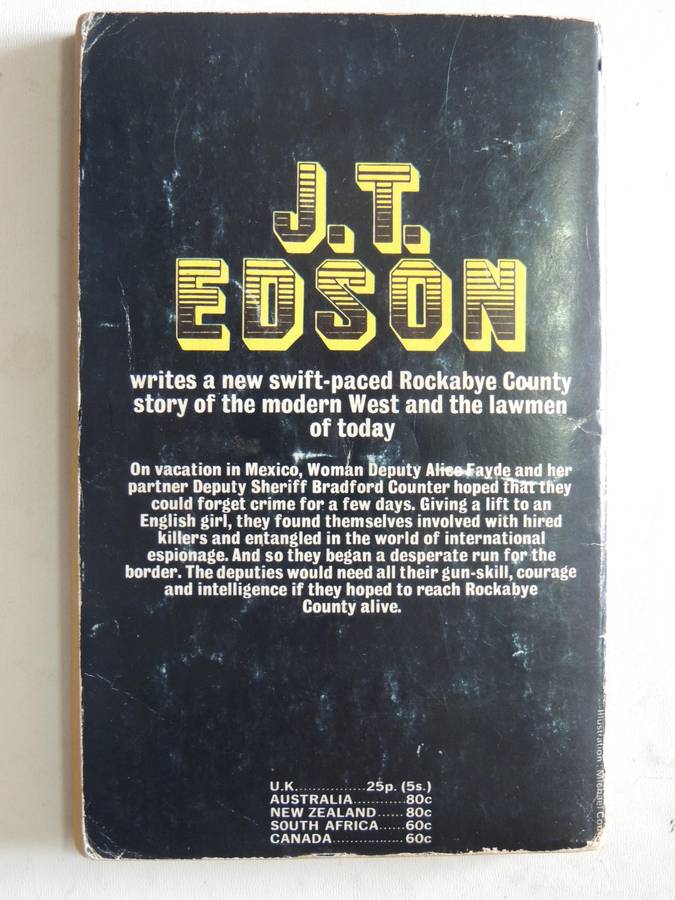 J.T.
EDSON
writes a new swift-paced Rockabye County
story of the modern West and the lawmen
of today
On vacation in Mexico, Woman Deputy Alice Fayde and her
partner Deputy Sheriff Bradford Counter hoped that they
could forget crime for a few days. Giving a lift to an
English girl, they found themselves involved with hired
killers and entangled in the world of international
espionage. And so they began a desperate run for the
border. The deputies would need all their gun-skill, courage
and intelligence if they hoped to reach Rockabye
County alive.
U.K...............25p. (5s.)
AUSTRALIA............80c
NEW ZEALAND......80c
SOUTH AFRICA......60c
CANADA.................60c
Illustration: Michael